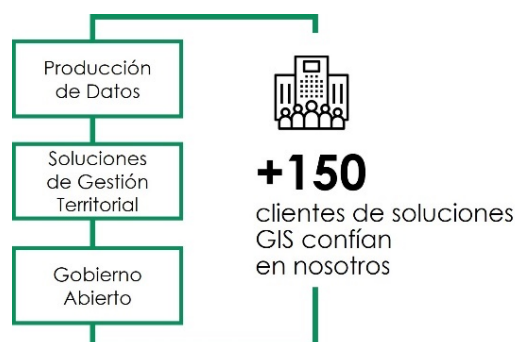 Producción
de Datos
Soluciones
de Gestión
Territorial
Gobierno
Abierto
+150
clientes de soluciones
GIS confían
en nosotros